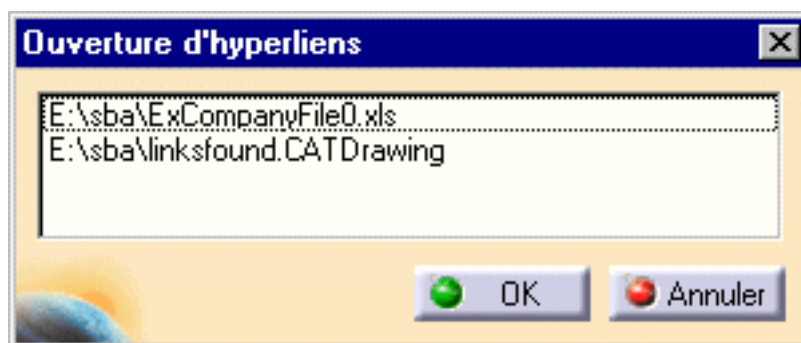 Ouverture d'hyperliens
E:\sba\ExCompanyFile0.xls
E:\sba\linksfound.CATDrawing
OK
Annuler